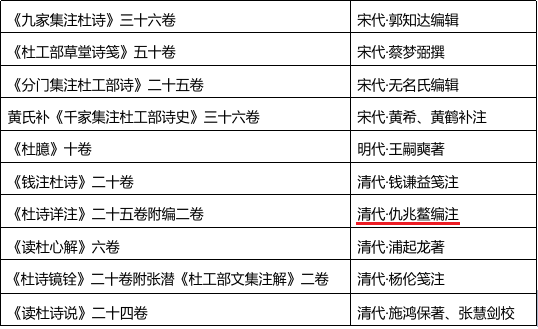 《九家集注杜诗》三十六卷 宋代·郭知达编辑
《杜工部草堂诗笺》五十卷 宋代·蔡梦弼撰
《分门集注杜工部诗》二十五卷 宋代·无名氏编辑
黄氏补《千家集注杜工部诗史》三十六卷 宋代·黄希、黄鹤补注
《杜臆》十卷 明代·王嗣奭著
《钱注杜诗》二十卷 清代·钱谦益笺注
《杜诗详注》二十五卷附编二卷 清代·仇兆鳌编注
《读杜心解》六卷 清代·浦起龙著
《杜诗镜铨》二十卷附张潜《杜工部文集注解》二卷 清代·杨伦笺注
《读杜诗说》二十四卷 清代·施鸿保著、张慧剑校